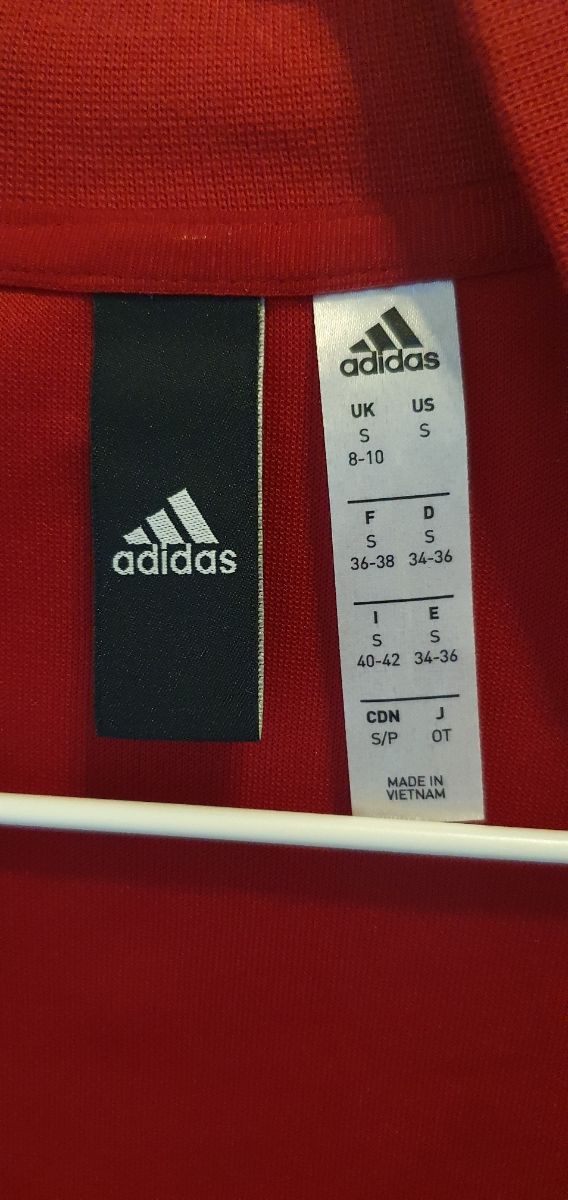 adidas
adidas
UK US
S S
8-10
F D
S S
36-38 34-36
I E
S S
40-42 34-36
CDN J
S/P OT
MADE IN
VIETNAM